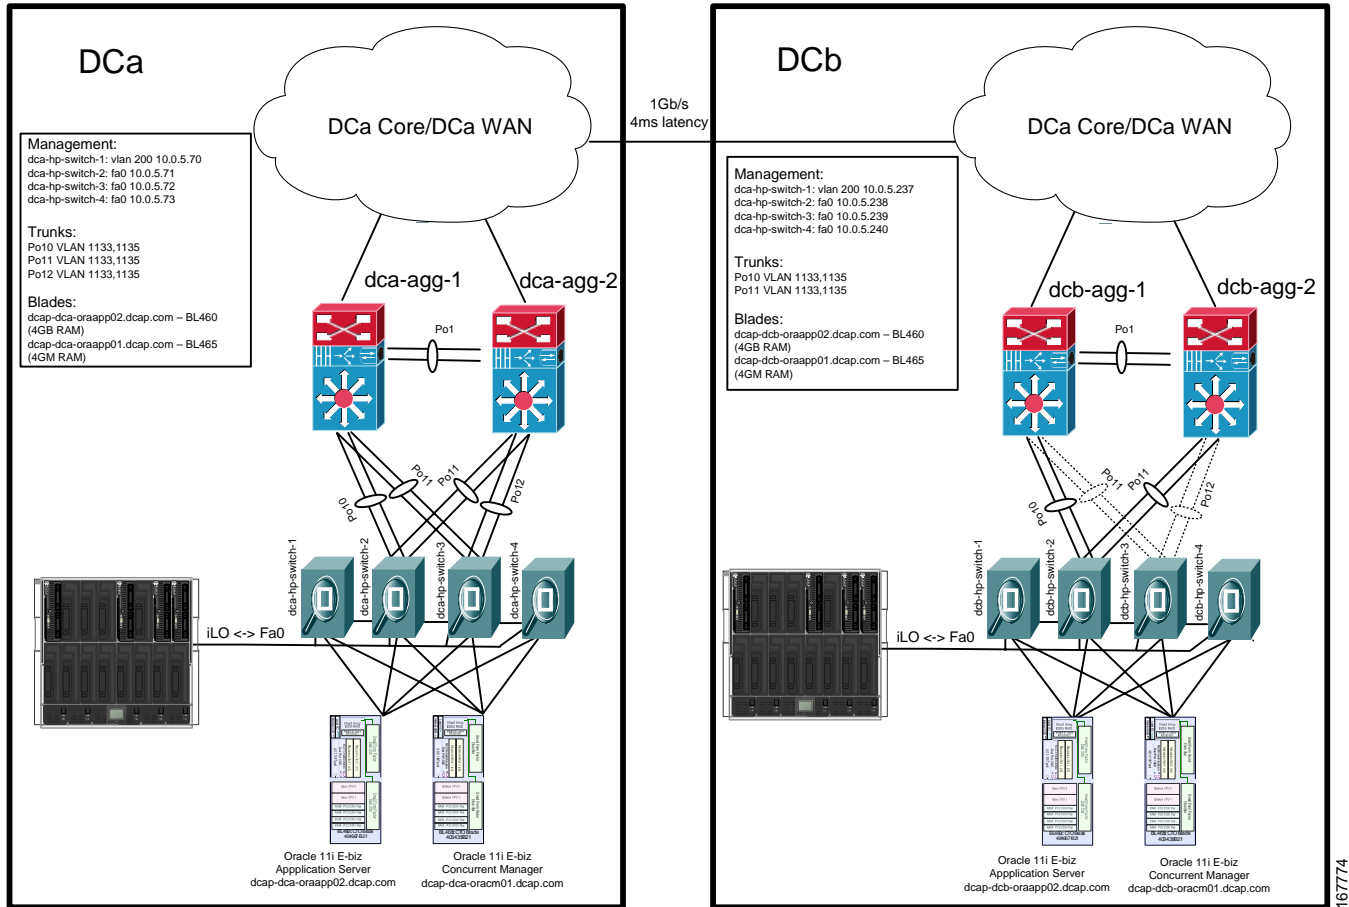 DCa
DCa Core/DCa WAN
Management:
dca-hp-switch-1: vlan 200 10.0.5.70
dca-hp-switch-2: fa0 10.0.5.71
dca-hp-switch-3: fa0 10.0.5.72
dca-hp-switch-4: fa0 10.0.5.73
Trunks:
Po10 VLAN 1133,1135
Po11 VLAN 1133,1135
Po12 VLAN 1133,1135
Blades:
dcap-dca-oraapp02.dcap.com – BL460
(4GB RAM)
dcap-dca-oraapp01.dcap.com – BL465
(4GM RAM)
dca-agg-1
dca-agg-2
Po1
Po10
Po11
Po11
Po12
dca-hp-switch-1
dca-hp-switch-2
dca-hp-switch-3
dca-hp-switch-4
iLO <-> Fa0
Oracle 11i E-biz
Appplication Server
dcap-dca-oraapp02.dcap.com
Oracle 11i E-biz
Concurrent Manager
dcap-dca-oracm01.dcap.com
1Gb/s
4ms latency
DCb
DCa Core/DCa WAN
Management:
dca-hp-switch-1: vlan 200 10.0.5.237
dca-hp-switch-2: fa0 10.0.5.238
dca-hp-switch-3: fa0 10.0.5.239
dca-hp-switch-4: fa0 10.0.5.240
Trunks:
Po10 VLAN 1133,1135
Po11 VLAN 1133,1135
Blades:
dcap-dcb-oraapp02.dcap.com – BL460
(4GB RAM)
dcap-dcb-oraapp01.dcap.com – BL465
(4GM RAM)
dcb-agg-1
dcb-agg-2
Po1
Po10
Po11
Po11
Po12
dcb-hp-switch-1
dcb-hp-switch-2
dcb-hp-switch-3
dcb-hp-switch-4
iLO <-> Fa0
Oracle 11i E-biz
Appplication Server
dcap-dcb-oraapp02.dcap.com
Oracle 11i E-biz
Concurrent Manager
dcap-dcb-oracm01.dcap.com
167774